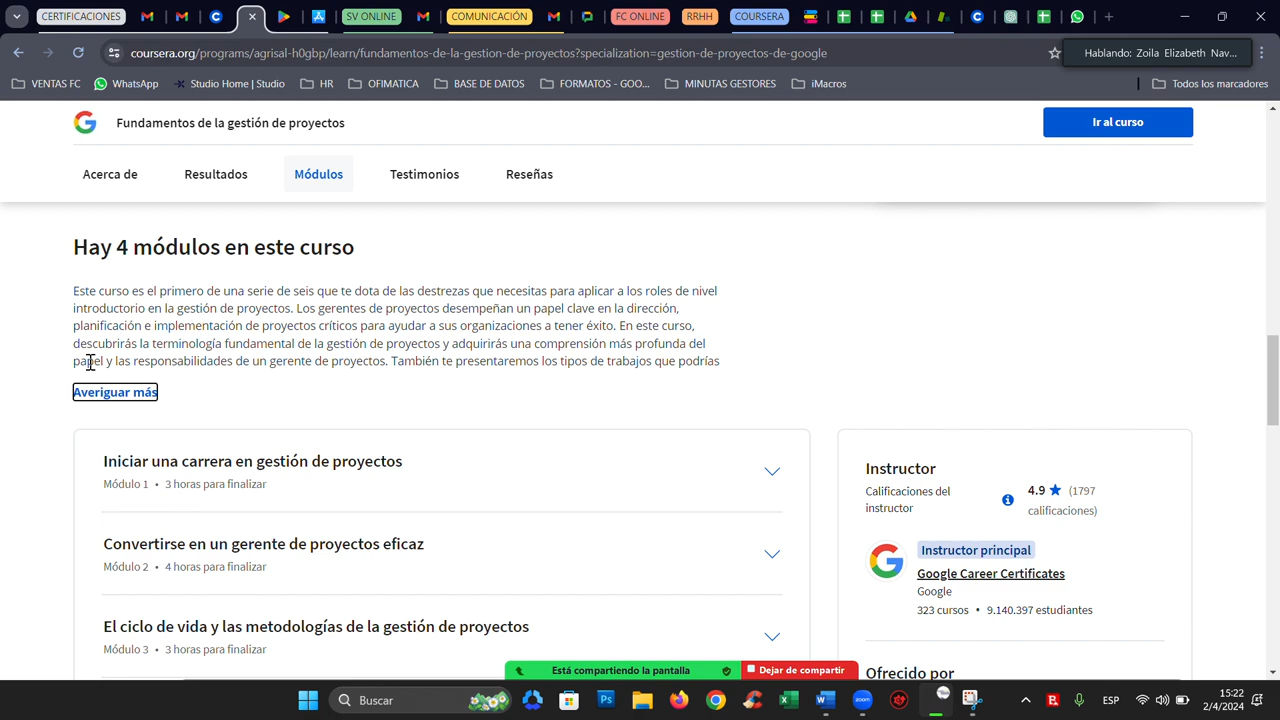 CERTIFICACIONES
SV ONLINE
COMUNICACIÓN
FC ONLINE
RRHH
COURSERA
coursera.org/programs/agrisal-h0gbp/learn/fundamentos-de-la-gestion-de-proyectos?specialization=gestion-de-proyectos-de-google
Hablando: Zoila Elizabeth Nav...
VENTAS FC
WhatsApp
Studio Home | Studio
HR
OFIMATICA
BASE DE DATOS
FORMATOS - GOO...
MINUTAS GESTORES
iMacros
Todos los marcadores
Fundamentos de la gestión de proyectos
Ir al curso
Acerca de
Resultados
Módulos
Testimonios
Reseñas
Hay 4 módulos en este curso
Este curso es el primero de una serie de seis que te dota de las destrezas que necesitas para aplicar a los roles de nivel
introductorio en la gestión de proyectos. Los gerentes de proyectos desempeñan un papel clave en la dirección,
planificación e implementación de proyectos críticos para ayudar a sus organizaciones a tener éxito. En este curso,
descubrirás la terminología fundamental de la gestión de proyectos y adquirirás una comprensión más profunda del
papel y las responsabilidades de un gerente de proyectos. También te presentaremos los tipos de trabajos que podrías
Averiguar más
Iniciar una carrera en gestión de proyectos
Módulo 1 • 3 horas para finalizar
Convertirse en un gerente de proyectos eficaz
Módulo 2 • 4 horas para finalizar
El ciclo de vida y las metodologías de la gestión de proyectos
Módulo 3 • 3 horas para finalizar
Instructor
Calificaciones del
instructor
4.9 ★ (1797
calificaciones)
Instructor principal
Google Career Certificates
Google
323 cursos • 9.140.397 estudiantes
Ofrecido por
Está compartiendo la pantalla
Dejar de compartir
Buscar
ESP
15:22
2/4/2024